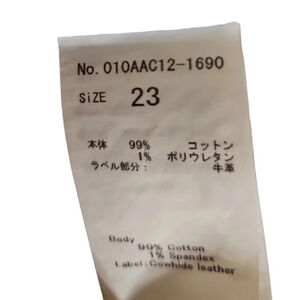 No.010AAC12-1690
SiZE 23
本体 99% コットン
1% ポリウレタン
ラベル部分: 牛革
Body
99% Cotton
1% Spandex
Label:Cowhide leather